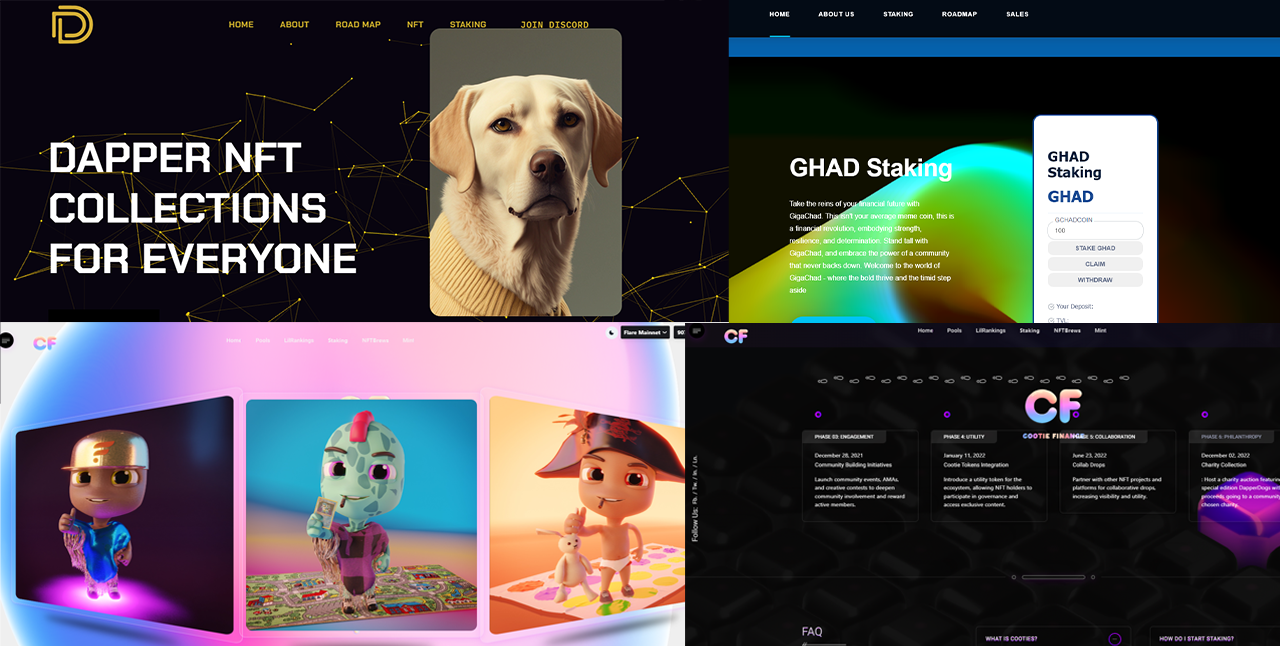 HOME ABOUT ROAD MAP NFT STAKING JOIN DISCORD
DAPPER NFT
COLLECTIONS
FOR EVERYONE
HOME ABOUT US STAKING ROADMAP SALES
GHAD Staking
Take the reins of your financial future with
GigaChad. This isn't your average meme coin, this is
a financial revolution, embodying strength,
resilience, and determination. Stand tall with
GigaChad, and embrace the power of a community
that never backs down. Welcome to the world of
GigaChad - where the bold thrive and the timid step
aside
GHAD
Staking
GHAD
GCHADCOIN
100
STAKE GHAD
CLAIM
WITHDRAW
Your Deposit:
TVL:
CF
Home Pools LilRankings Staking NFTBrews Mint
Flare Mainnet
CF
Home Pools LilRankings Staking NFTBrews Mint
CF
COOTIE FINANCE
PHASE 03: ENGAGEMENT
December 28, 2021
Community Building Initiatives
Launch community events, AMAs,
and creative contests to deepen
community involvement and reward
active members.
PHASE 4: UTILITY
January 11, 2022
Cootie Tokens Integration
Introduce a utility token for the
ecosystem, allowing NFT holders to
participate in governance and
access exclusive content.
PHASE 5: COLLABORATION
June 23, 2022
Collab Drops
Partner with other NFT projects and
platforms for collaborative drops,
increasing visibility and utility.
PHASE 6: PHILANTHROPY
December 02, 2022
Charity Collection
: Host a charity auction featuring
special edition DapperDogs
proceeds going to a community
chosen charity.
Follow Us: Fb. / Tw. / In. / Ln.
FAQ
WHAT IS COOTIES?
HOW DO I START STAKING?